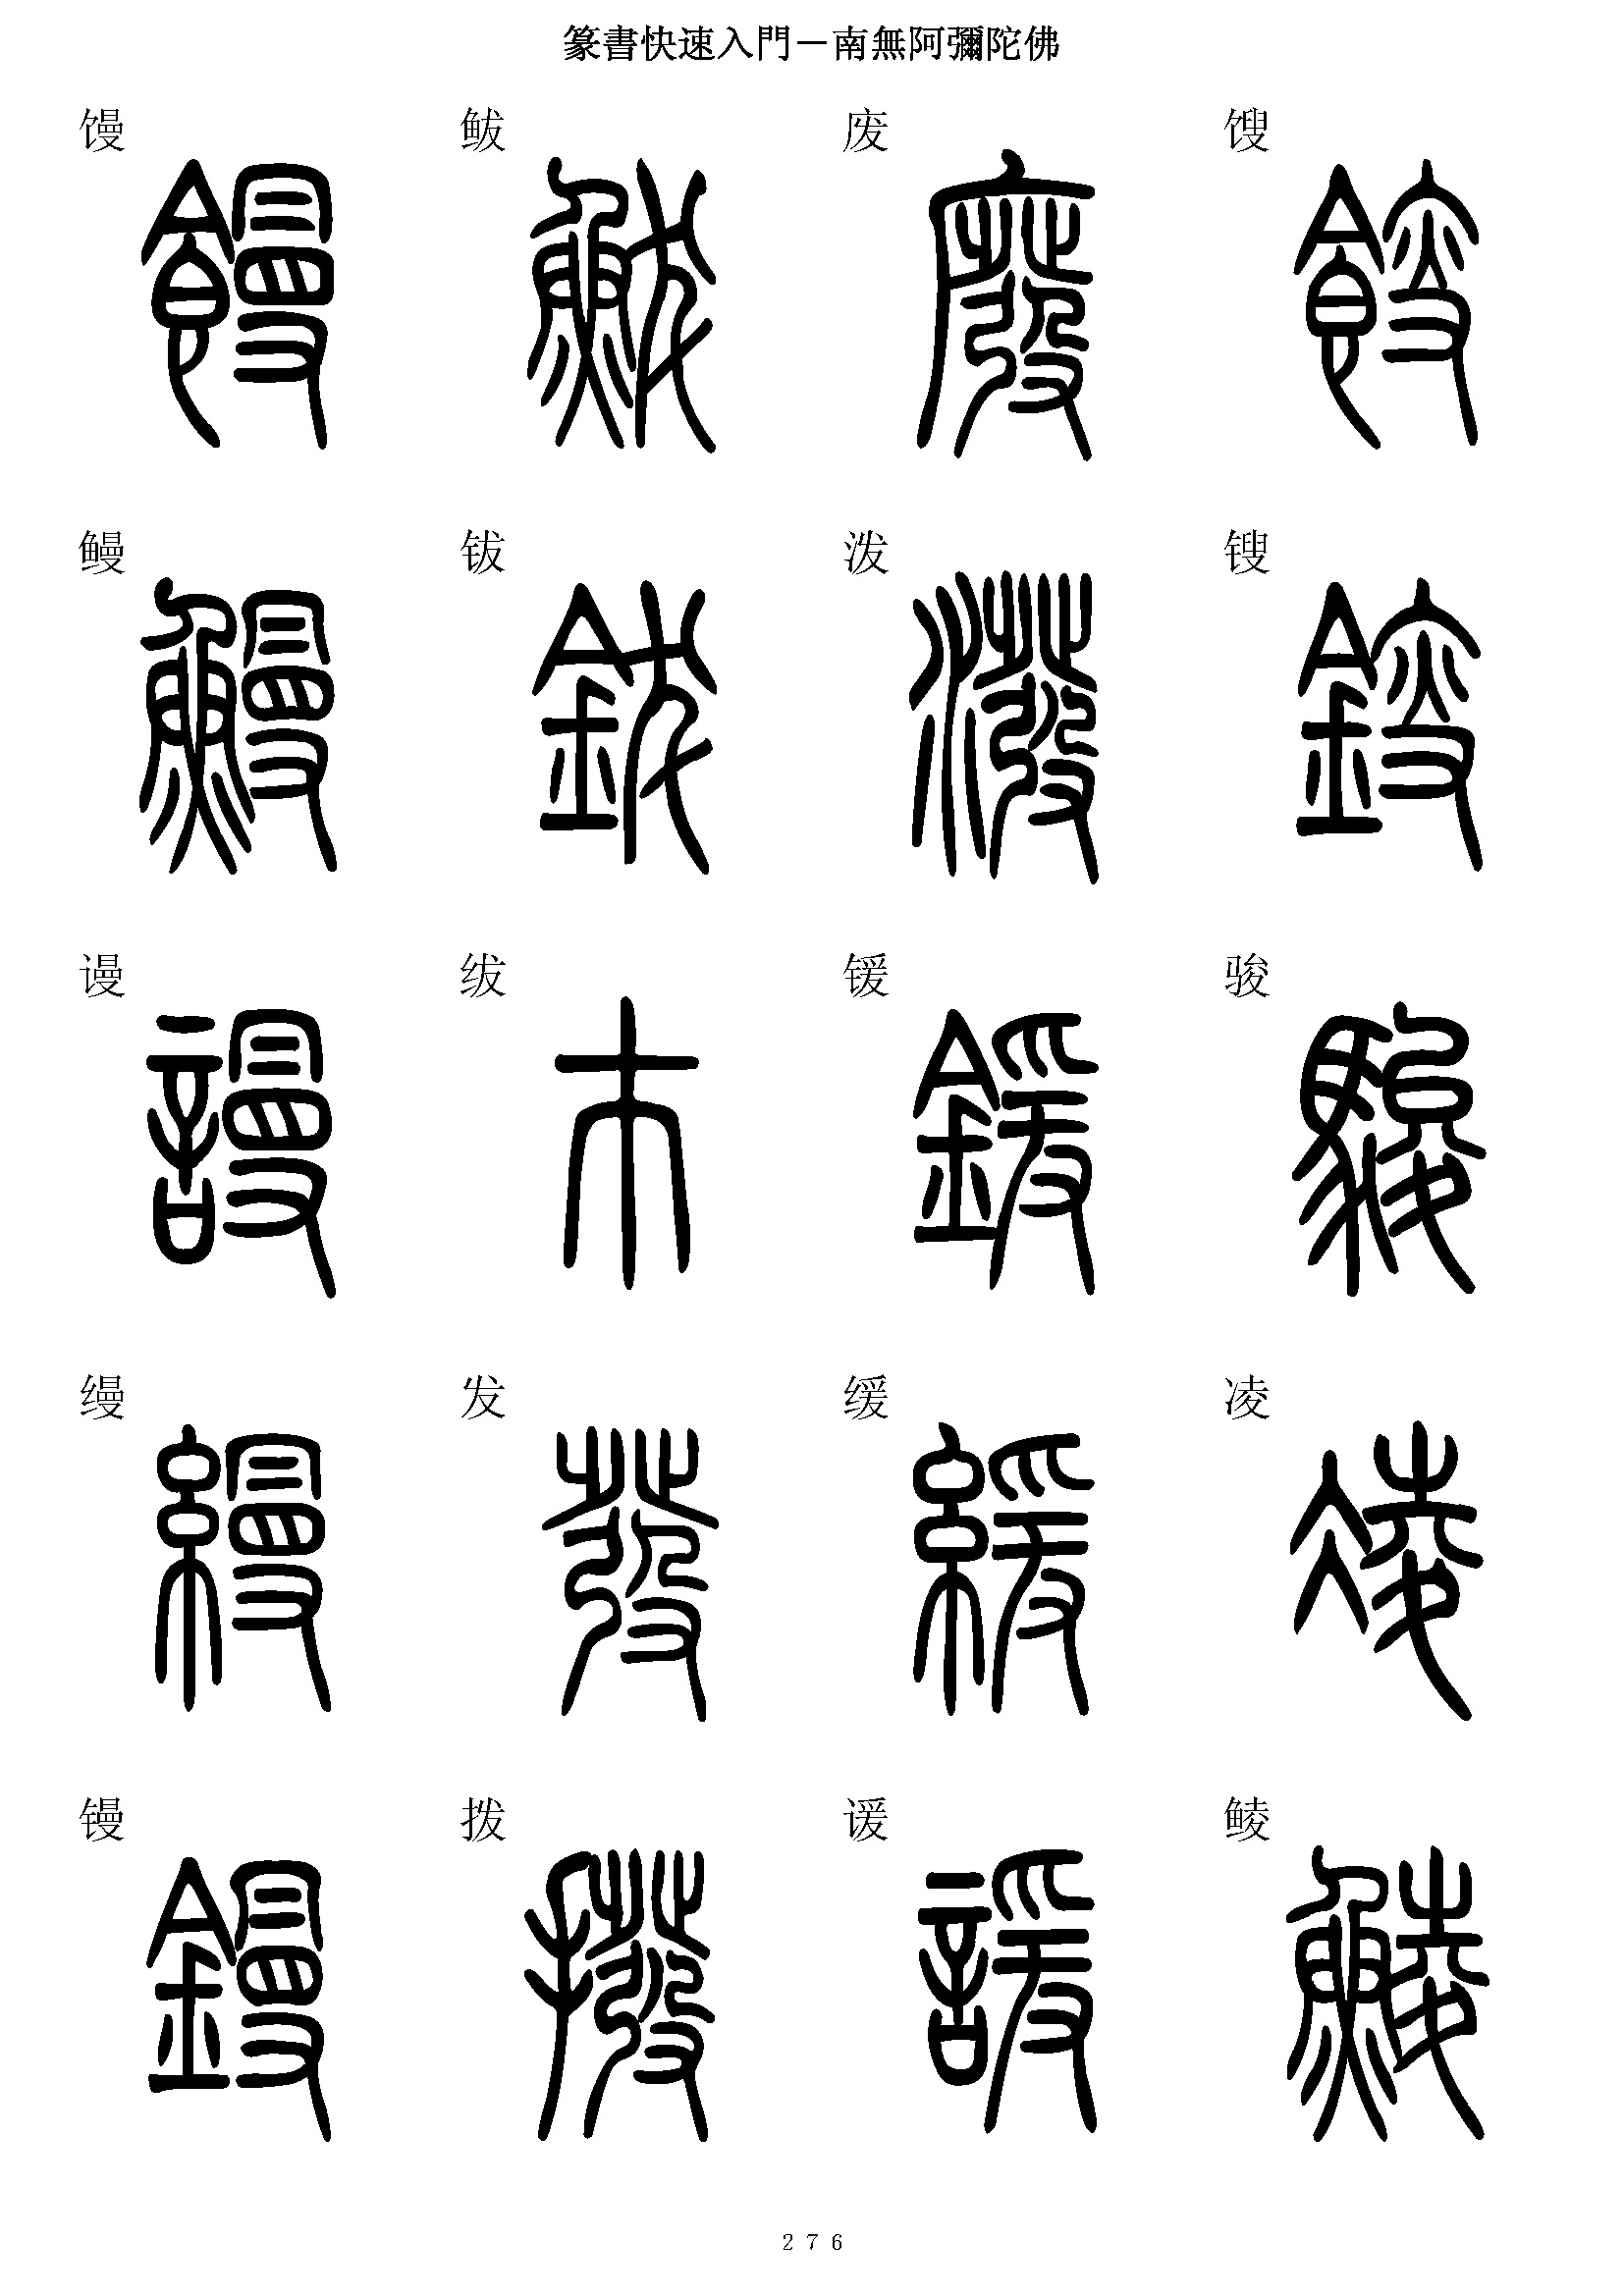 篆書快速入門－南無阿彌陀佛
馒 鲅 废 馊
鳗 钹 泼 锼
谩 绂 锾 骏
缦 发 缓 凌
镘 拨 谖 鲮
276